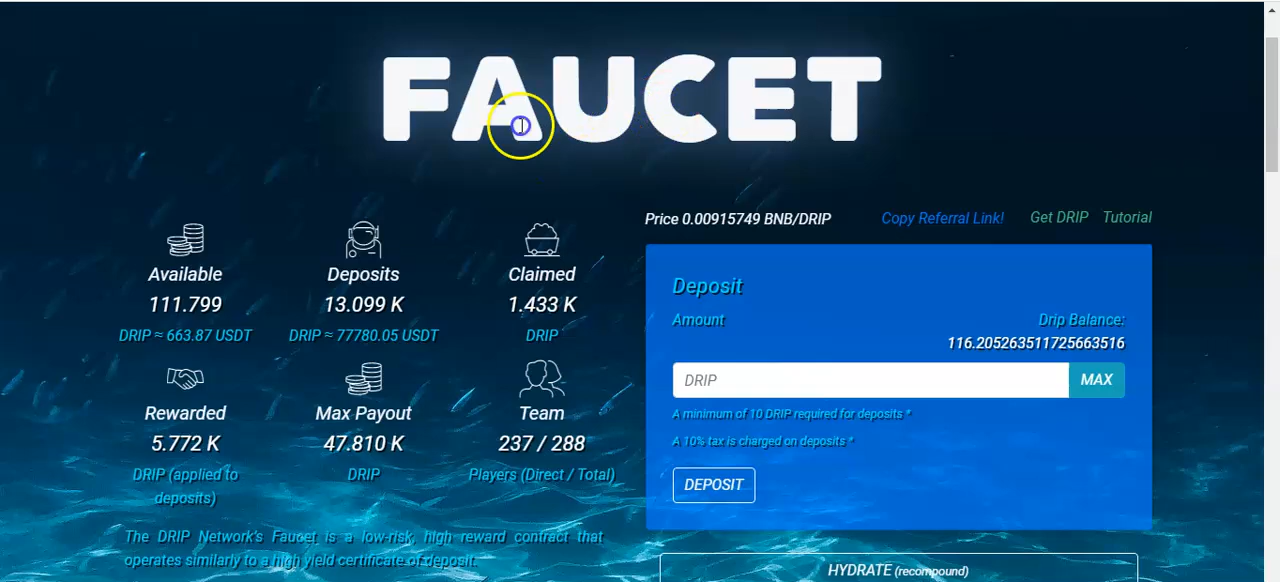 FAUCET
Price 0.00915749 BNB/DRIP Copy Referral Link! Get DRIP Tutorial
Available
111.799
DRIP ≈ 663.87 USDT
Deposits
13.099 K
DRIP ≈ 77780.05 USDT
Claimed
1.433 K
DRIP
Rewarded
5.772 K
DRIP (applied to
deposits)
Max Payout
47.810 K
DRIP
Team
237 / 288
Players (Direct / Total)
The DRIP Network's Faucet is a low-risk, high reward contract that
operates similarly to a high yield certificate of deposit.
Deposit
Amount
Drip Balance:
116.205263511725663516
DRIP
MAX
A minimum of 10 DRIP required for deposits *
A 10% tax is charged on deposits *
DEPOSIT
HYDRATE (recompound)